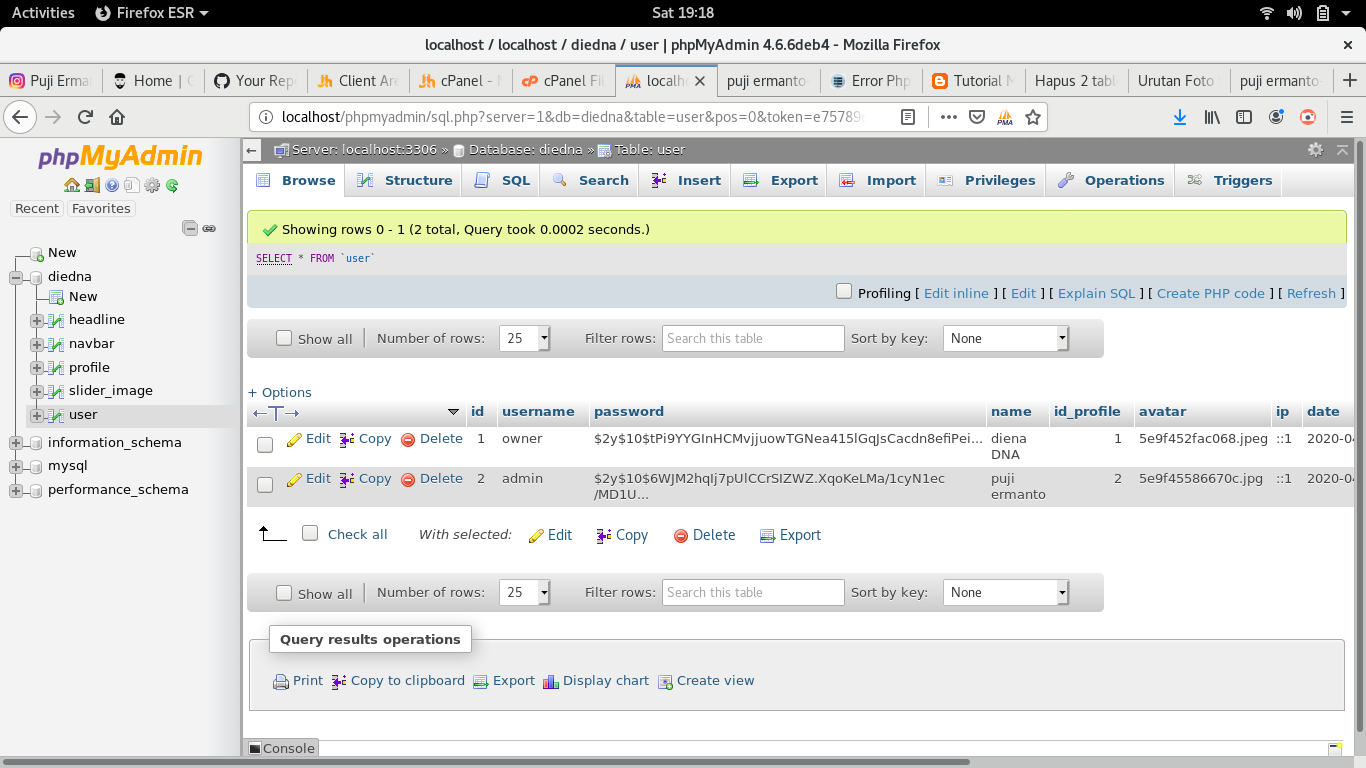 Activities Firefox ESR Sat 19:18
localhost / localhost / diedna / user | phpMyAdmin 4.6.6deb4 - Mozilla Firefox
Puji Erma Home | Your Rep Client Are cPanel - cPanel Fil localh puji ermanto Error Php Tutorial Hapus 2 tabl Urutan Foto puji ermanto
localhost/phpmyadmin/sql.php?server=1&db=diedna&table=user&pos=0&token=e75789
phpMyAdmin
Recent Favorites
New
diedna
New
headline
navbar
profile
slider_image
user
information_schema
mysql
performance_schema
Server: localhost:3306 » Database: diedna » Table: user
Browse Structure SQL Search Insert Export Import Privileges Operations Triggers
Showing rows 0 - 1 (2 total, Query took 0.0002 seconds.)
SELECT * FROM `user`
Profiling [ Edit inline ] [ Edit ] [ Explain SQL ] [ Create PHP code ] [ Refresh ]
Show all Number of rows: 25 Filter rows: Search this table Sort by key: None
+ Options
←T→ id username password name id_profile avatar ip date
Edit Copy Delete 1 owner $2y$10$tPi9YYGInHCMvjjuowTGNea415lGqJsCacdn8efiPei... diena 1 5e9f452fac068.jpeg ::1 2020-04
DNA
Edit Copy Delete 2 admin $2y$10$6WJM2hqIj7pUlCCrSIZWZ.XqoKeLMa/1cyN1ec puji 2 5e9f45586670c.jpg ::1 2020-04
/MD1U... ermanto
Check all With selected: Edit Copy Delete Export
Show all Number of rows: 25 Filter rows: Search this table Sort by key: None
Query results operations
Print Copy to clipboard Export Display chart Create view
Console